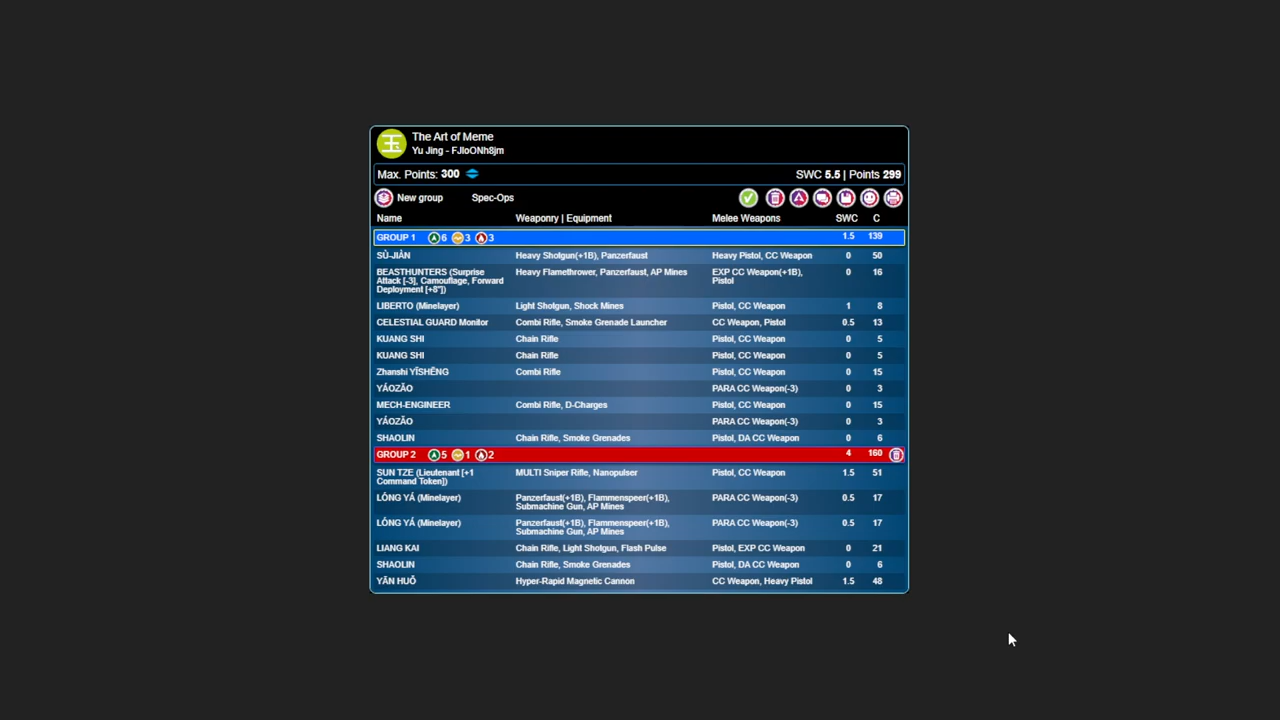 玉 The Art of Meme
Yu Jing - FJIoONh8jm
Max. Points: 300 SWC 5.5 | Points 299
New group Spec-Ops
Name Weaponry | Equipment Melee Weapons SWC C
GROUP 1 6 3 3 1.5 139
SÙ-JIÀN Heavy Shotgun(+1B), Panzerfaust Heavy Pistol, CC Weapon 0 50
BEASTHUNTERS (Surprise Heavy Flamethrower, Panzerfaust, AP Mines EXP CC Weapon(+1B), 0 16
Attack [-3], Camouflage, Forward Pistol
Deployment [+8"])
LIBERTO (Minelayer) Light Shotgun, Shock Mines Pistol, CC Weapon 1 8
CELESTIAL GUARD Monitor Combi Rifle, Smoke Grenade Launcher CC Weapon, Pistol 0.5 13
KUANG SHI Chain Rifle Pistol, CC Weapon 0 5
KUANG SHI Chain Rifle Pistol, CC Weapon 0 5
Zhanshi YĪSHĒNG Combi Rifle Pistol, CC Weapon 0 15
YÁOZĂO PARA CC Weapon(-3) 0 3
MECH-ENGINEER Combi Rifle, D-Charges Pistol, CC Weapon 0 15
YÁOZĂO PARA CC Weapon(-3) 0 3
SHAOLIN Chain Rifle, Smoke Grenades Pistol, DA CC Weapon 0 6
GROUP 2 5 1 2 4 160
SUN TZE (Lieutenant [+1 MULTI Sniper Rifle, Nanopulser Pistol, CC Weapon 1.5 51
Command Token])
LÓNG YÁ (Minelayer) Panzerfaust(+1B), Flammenspeer(+1B), PARA CC Weapon(-3) 0.5 17
Submachine Gun, AP Mines
LÓNG YÁ (Minelayer) Panzerfaust(+1B), Flammenspeer(+1B), PARA CC Weapon(-3) 0.5 17
Submachine Gun, AP Mines
LIANG KAI Chain Rifle, Light Shotgun, Flash Pulse Pistol, EXP CC Weapon 0 21
SHAOLIN Chain Rifle, Smoke Grenades Pistol, DA CC Weapon 0 6
YĂN HUǑ Hyper-Rapid Magnetic Cannon CC Weapon, Heavy Pistol 1.5 48